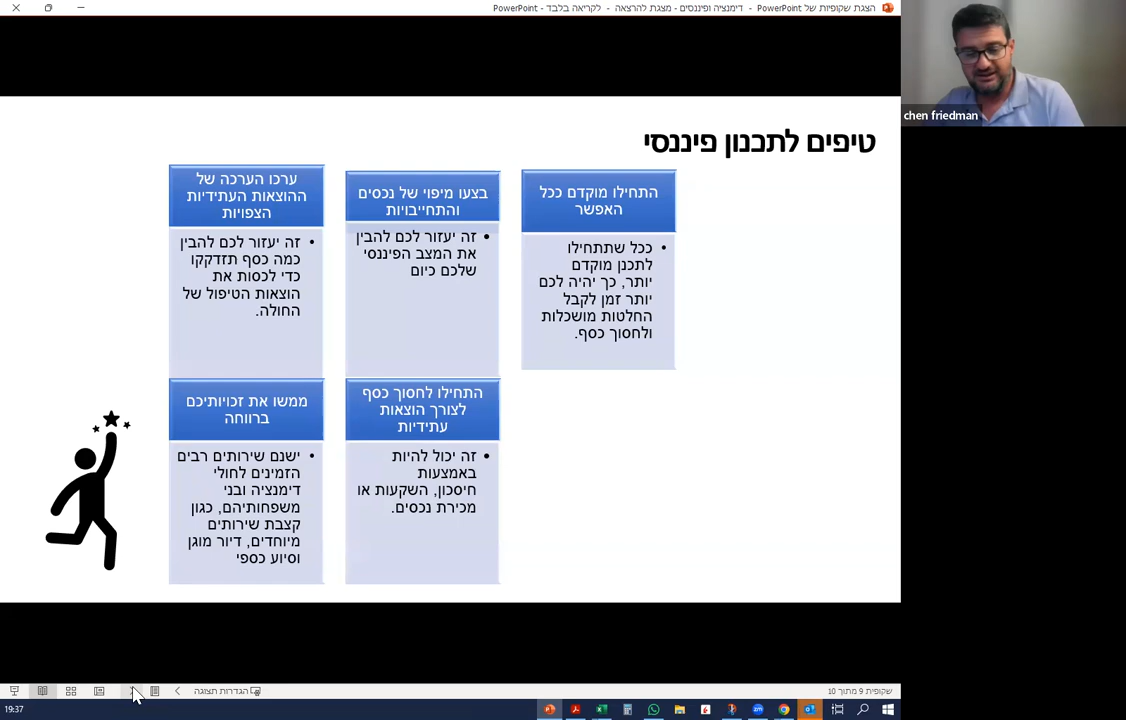 הצגת שקופיות של PowerPoint - דימנציה ופיננסים - מצגת להרצאה - לקריאה בלבד - PowerPoint
chen friedman
טיפים לתכנון פיננסי
התחילו מוקדם ככל
האפשר
ככל שתתחילו
לתכנן מוקדם
יותר, כך יהיה לכם
יותר זמן לקבל
החלטות מושכלות
ולחסוך כסף.
בצעו מיפוי של נכסים
והתחייבויות
זה יעזור לכם להבין
את המצב הפיננסי
שלכם כיום
ערכו הערכה של
ההוצאות העתידיות
הצפויות
זה יעזור לכם להבין
כמה כסף תזדקקו
כדי לכסות את
הוצאות הטיפול של
החולה.
התחילו לחסוך כסף
לצורך הוצאות
עתידיות
זה יכול להיות
באמצעות
חיסכון, השקעות או
מכירת נכסים.
ממשו את זכויותיכם
ברווחה
ישנם שירותים רבים
הזמינים לחולי
דימנציה ובני
משפחותיהם, כגון
קצבת שירותים
מיוחדים, דיור מוגן
וסיוע כספי
שקופית 9 מתוך 10
הגדרות תצוגה
19:37